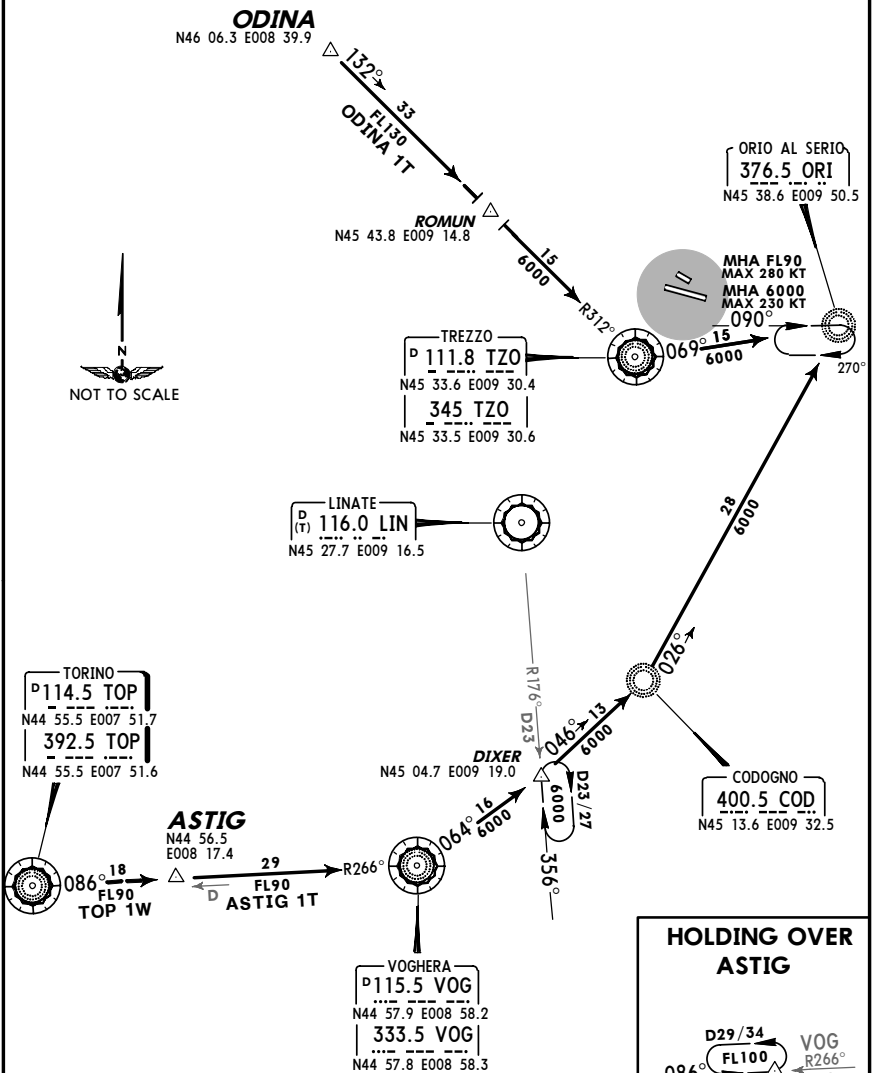 ODINA
N46 06.3 E008 39.9
132°
33
FL130
ODINA 1T
ROMUN
N45 43.8 E009 14.8
15
6000
R312°
ORIO AL SERIO
376.5 ORI
N45 38.6 E009 50.5
MHA FL90
MAX 280 KT
MHA 6000
MAX 230 KT
090°
270°
069°
15
6000
N
NOT TO SCALE
TREZZO
D 111.8 TZO
N45 33.6 E009 30.4
345 TZO
N45 33.5 E009 30.6
LINATE
D
(T) 116.0 LIN
N45 27.7 E009 16.5
28
6000
026°
R176°
D23
TORINO
D 114.5 TOP
N44 55.5 E007 51.7
392.5 TOP
N44 55.5 E007 51.6
DIXER
N45 04.7 E009 19.0
046°
13
6000
D23/27
6000
356°
CODOGNO
400.5 COD
N45 13.6 E009 32.5
ASTIG
N44 56.5
E008 17.4
086°
18
FL90
TOP 1W
29
FL90
D
ASTIG 1T
R266°
064°
16
6000
VOGHERA
D 115.5 VOG
N44 57.9 E008 58.2
333.5 VOG
N44 57.8 E008 58.3
HOLDING OVER
ASTIG
D29/34
FL100
VOG
R266°
086°